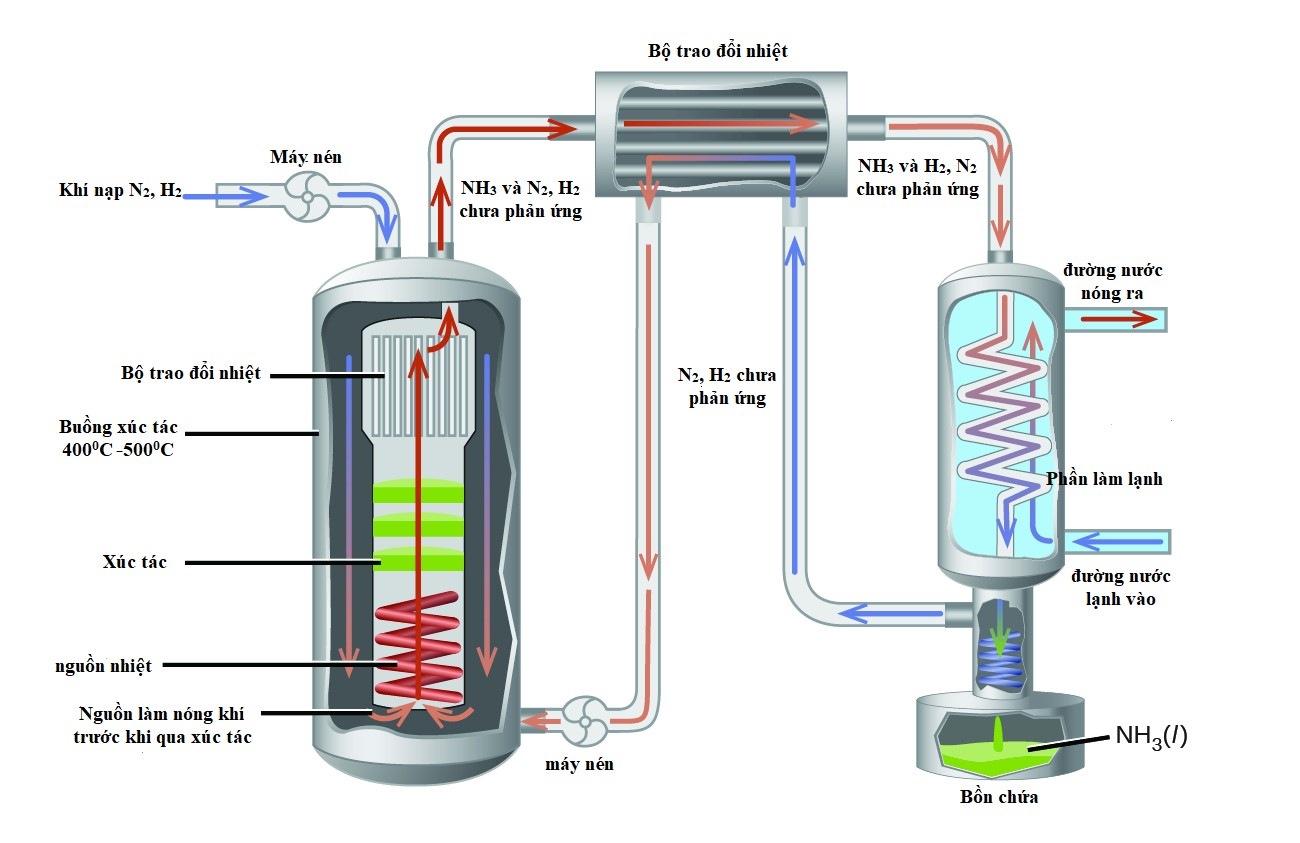 Bộ trao đổi nhiệt
Máy nén
Khí nạp N2, H2
NH3 và N2, H2
chưa phản ứng
NH3 và H2, N2
chưa phản ứng
đường nước
nóng ra
Bộ trao đổi nhiệt
N2, H2 chưa
phản ứng
Buồng xúc tác
400⁰C -500⁰C
Phần làm lạnh
Xúc tác
đường nước
lạnh vào
nguồn nhiệt
Nguồn làm nóng khí
trước khi qua xúc tác
NH3(l)
máy nén
Bồn chứa